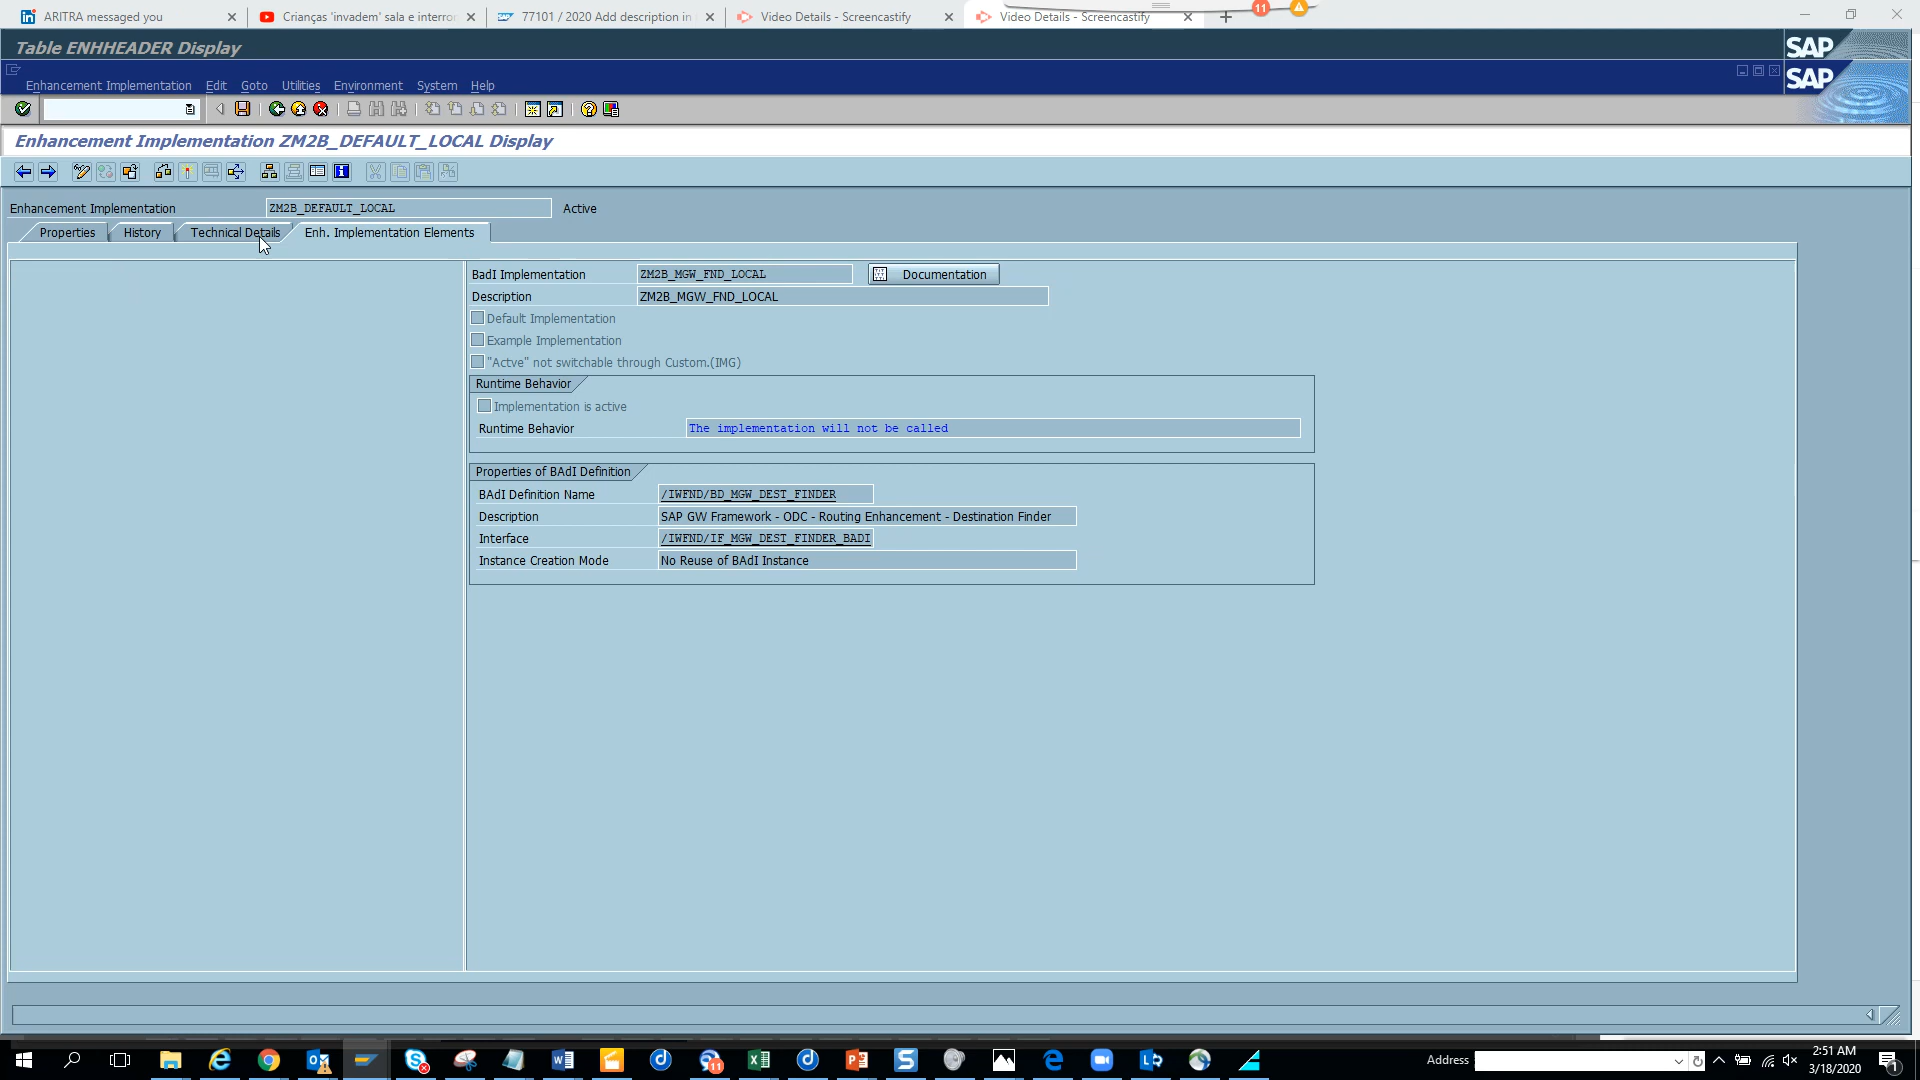 ARITRA messaged you
Crianças 'invadem' sala e interro
77101 / 2020 Add description in
Video Details - Screencastify
Video Details - Screencastify
11
Table ENHHEADER Display
SAP
Enhancement Implementation Edit Goto Utilities Environment System Help
SAP
Enhancement Implementation ZM2B_DEFAULT_LOCAL Display
Enhancement Implementation ZM2B_DEFAULT_LOCAL Active
Properties History Technical Details Enh. Implementation Elements
BadI Implementation ZM2B_MGW_FND_LOCAL Documentation
Description ZM2B_MGW_FND_LOCAL
Default Implementation
Example Implementation
"Actve" not switchable through Custom.(IMG)
Runtime Behavior
Implementation is active
Runtime Behavior The implementation will not be called
Properties of BAdI Definition
BAdI Definition Name /IWFND/BD_MGW_DEST_FINDER
Description SAP GW Framework - ODC - Routing Enhancement - Destination Finder
Interface /IWFND/IF_MGW_DEST_FINDER_BADI
Instance Creation Mode No Reuse of BAdI Instance
Address
2:51 AM
3/18/2020